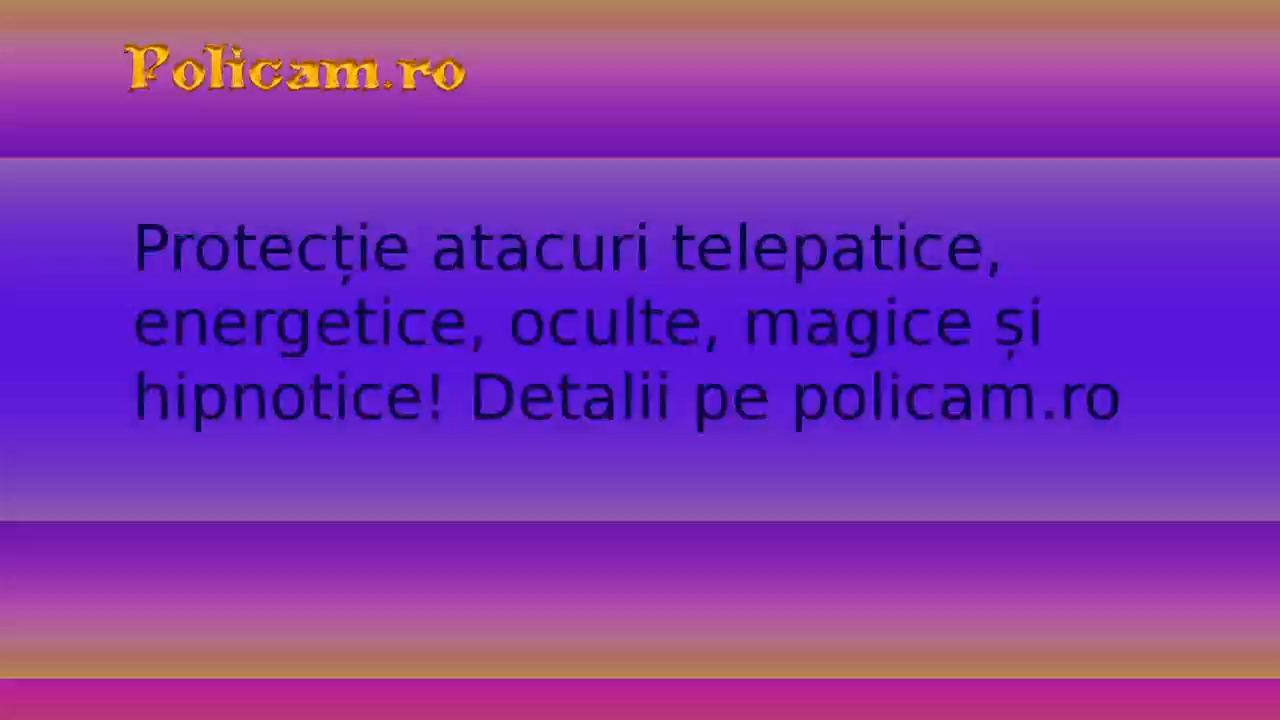 Policam.ro
Protecție atacuri telepatice,
energetice, oculte, magice și
hipnotice! Detalii pe policam.ro